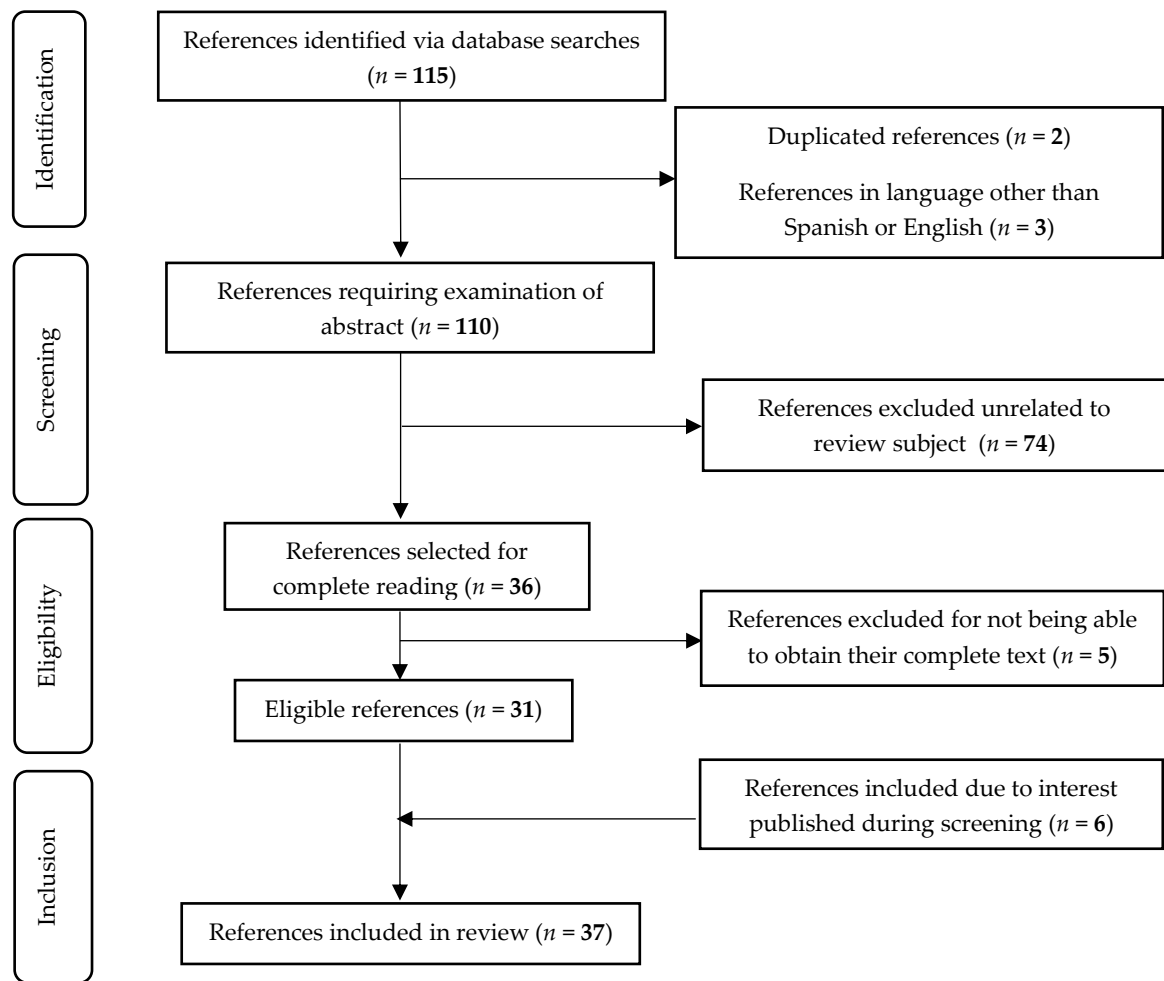 Identification
References identified via database searches
(n = 115)
Duplicated references (n = 2)
References in language other than
Spanish or English (n = 3)
Screening
References requiring examination of
abstract (n = 110)
References excluded unrelated to
review subject (n = 74)
Eligibility
References selected for
complete reading (n = 36)
References excluded for not being able
to obtain their complete text (n = 5)
Eligible references (n = 31)
Inclusion
References included due to interest
published during screening (n = 6)
References included in review (n = 37)